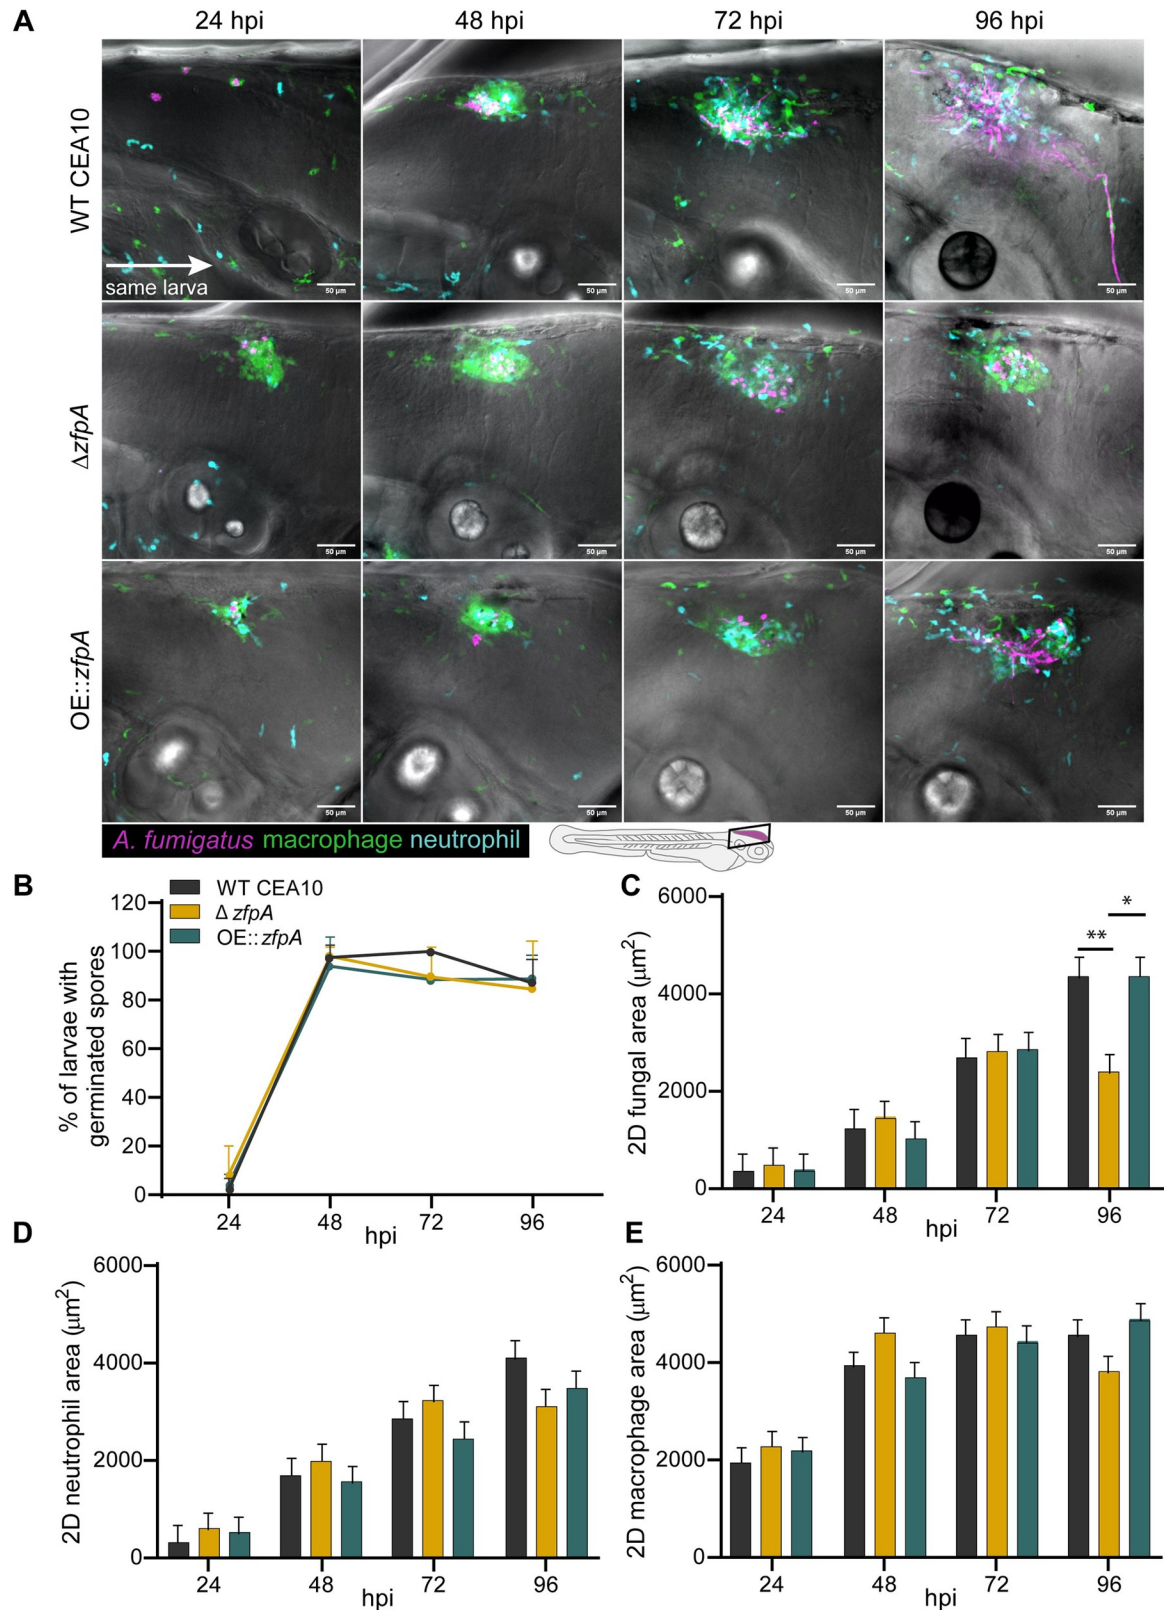 A
24 hpi 48 hpi 72 hpi 96 hpi
WT CEA10
same larva
50 µm 50 µm 50 µm 50 µm
ΔzfpA
50 µm 50 µm 50 µm 50 µm
OE::zfpA
50 µm 50 µm 50 µm 50 µm
A. fumigatus macrophage neutrophil
B
WT CEA10
Δ zfpA
OE:: zfpA
% of larvae with
germinated spores
120
100
80
60
40
20
0
24 48 72 96
hpi
C
2D fungal area (µm²)
6000
4000
2000
0
** *
24 48 72 96
hpi
D
2D neutrophil area (µm²)
6000
4000
2000
0
24 48 72 96
hpi
E
2D macrophage area (µm²)
6000
4000
2000
0
24 48 72 96
hpi